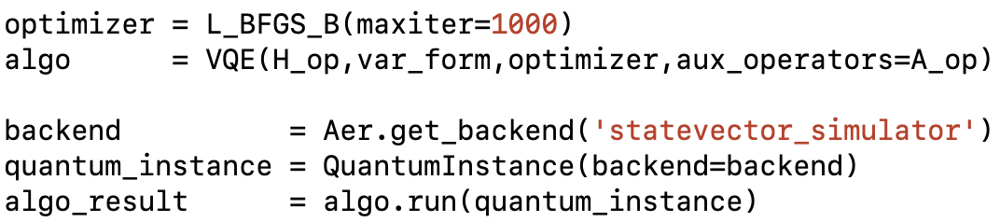 optimizer = L_BFGS_B(maxiter=1000)
algo      = VQE(H_op,var_form,optimizer,aux_operators=A_op)

backend          = Aer.get_backend('statevector_simulator')
quantum_instance = QuantumInstance(backend=backend)
algo_result      = algo.run(quantum_instance)